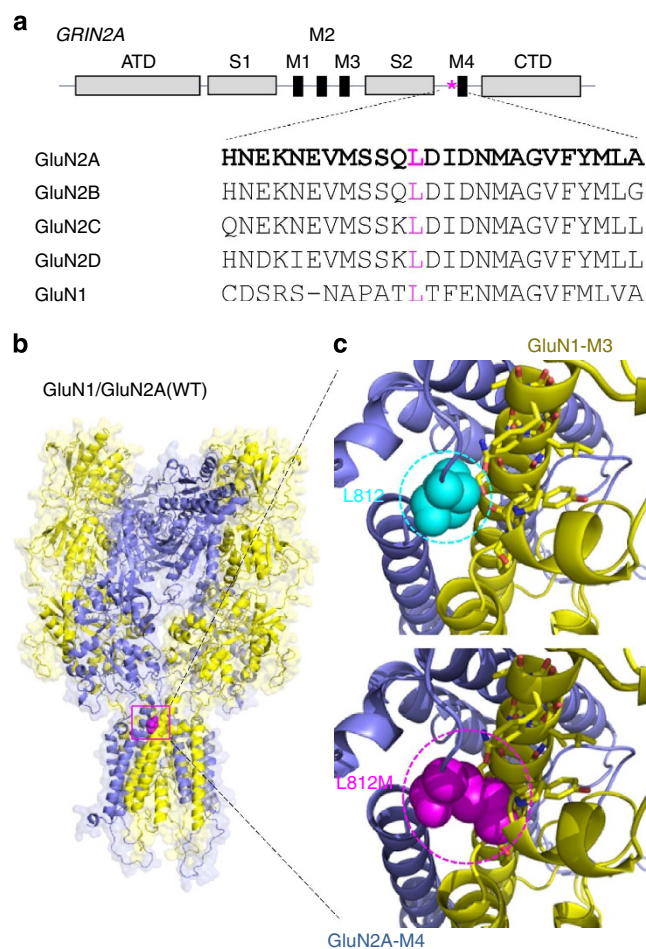 a
GRIN2A
M2
ATD S1 M1 M3 S2 M4 CTD
*
GluN2A HNEKNEVMSSQLDIDNMAGVFYMLA
GluN2B HNEKNEVMSSQLDIDNMAGVFYMLG
GluN2C QNEKNEVMSSKLDIDNMAGVFYMLL
GluN2D HNDKIEVMSSKLDIDNMAGVFYMLL
GluN1 CDSRS–NAPATLTFENMAGVFMLVA
b
GluN1/GluN2A(WT)
c
GluN1-M3
L812
L812M
GluN2A-M4